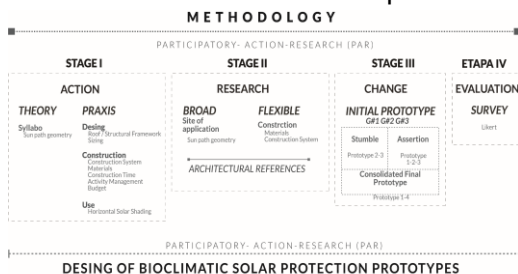 METHODOLOGY
PARTICIPATORY- ACTION-RESEARCH (PAR)
STAGE I
STAGE II
STAGE III
ETAPA IV
ACTION
RESEARCH
CHANGE
EVALUATION
THEORY
PRAXIS
Syllabo
Sun path geometry
Desing
Roof / Structural Framework
Sizing
Construction
Construction System
Materials
Construction Time
Activity Management
Budget
Use
Horizontal Solar Shading
BROAD
FLEXIBLE
Site of
application
Sun path geometry
Constrction
Materials
Construction System
ARCHITECTURAL REFERENCES
INITIAL PROTOTYPE
G#1 G#2 G#3
Stumble
Assertion
Prototype 2-3
Prototype
1-2-3
Consolidated Final
Prototype
Prototype 1-4
SURVEY
Likert
PARTICIPATORY- ACTION-RESEARCH (PAR)
DESING OF BIOCLIMATIC SOLAR PROTECTION PROTOTYPES